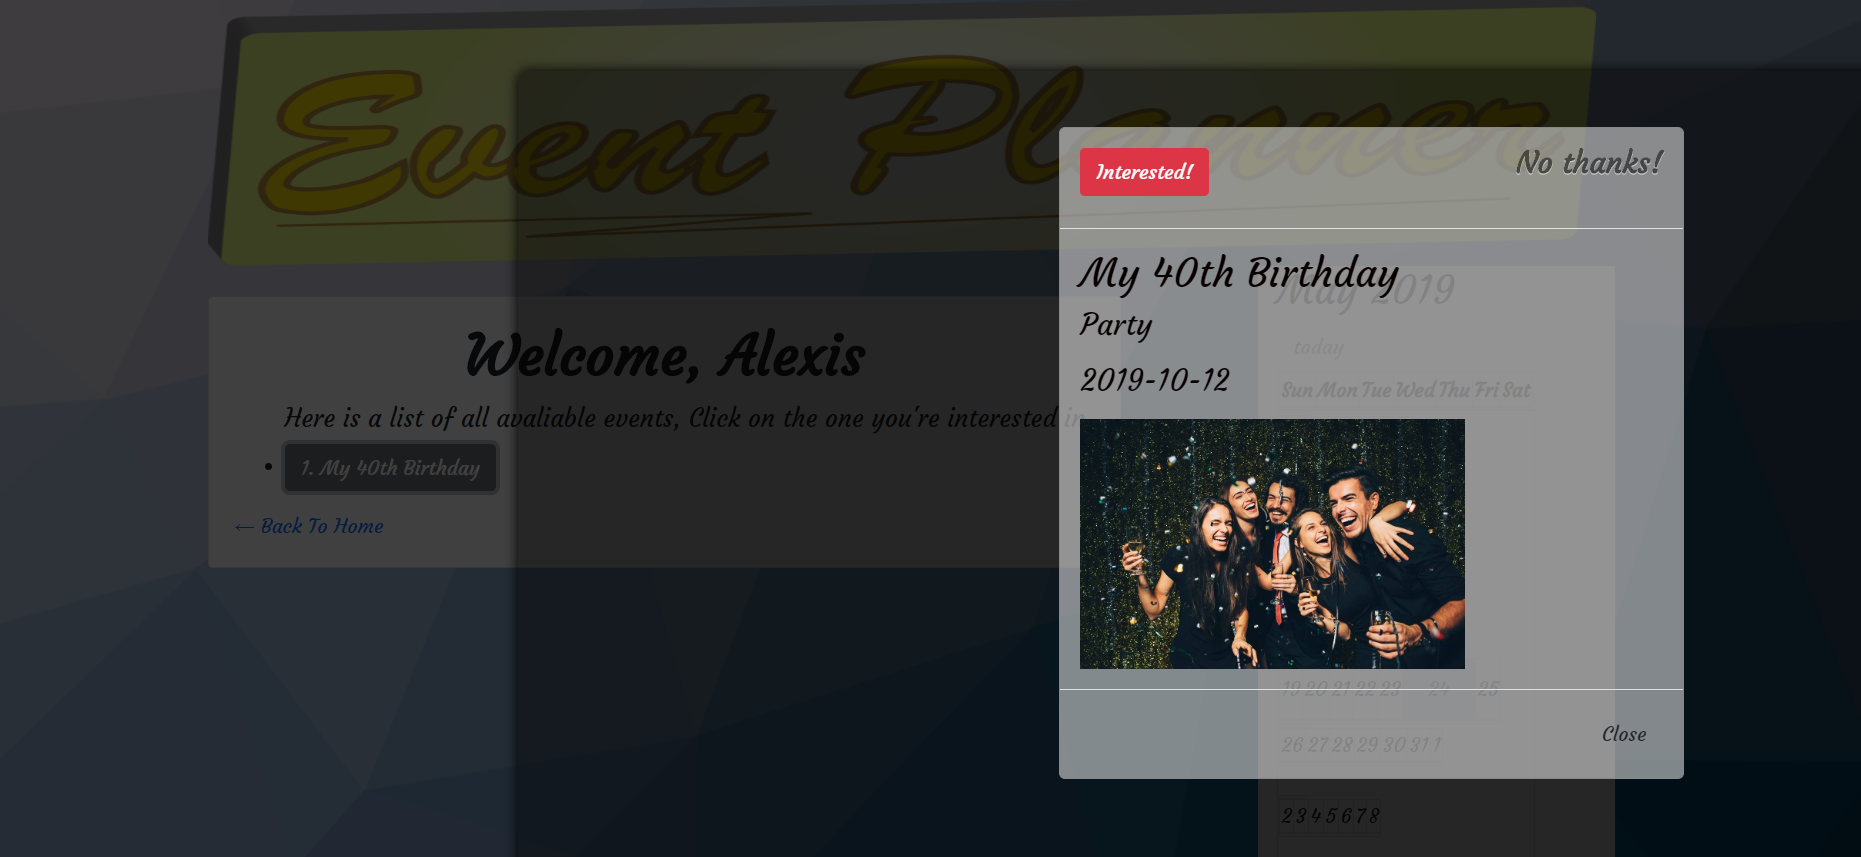 Event Planner
Interested!
No thanks!
My 40th Birthday
Party
2019-10-12
Close
Welcome, Alexis
Here is a list of all avaliable events, Click on the one you're interested in
1. My 40th Birthday
← Back To Home
May 2019
today
Sun Mon Tue Wed Thu Fri Sat
19 20 21 22 23 24 25
26 27 28 29 30 31 1
2 3 4 5 6 7 8